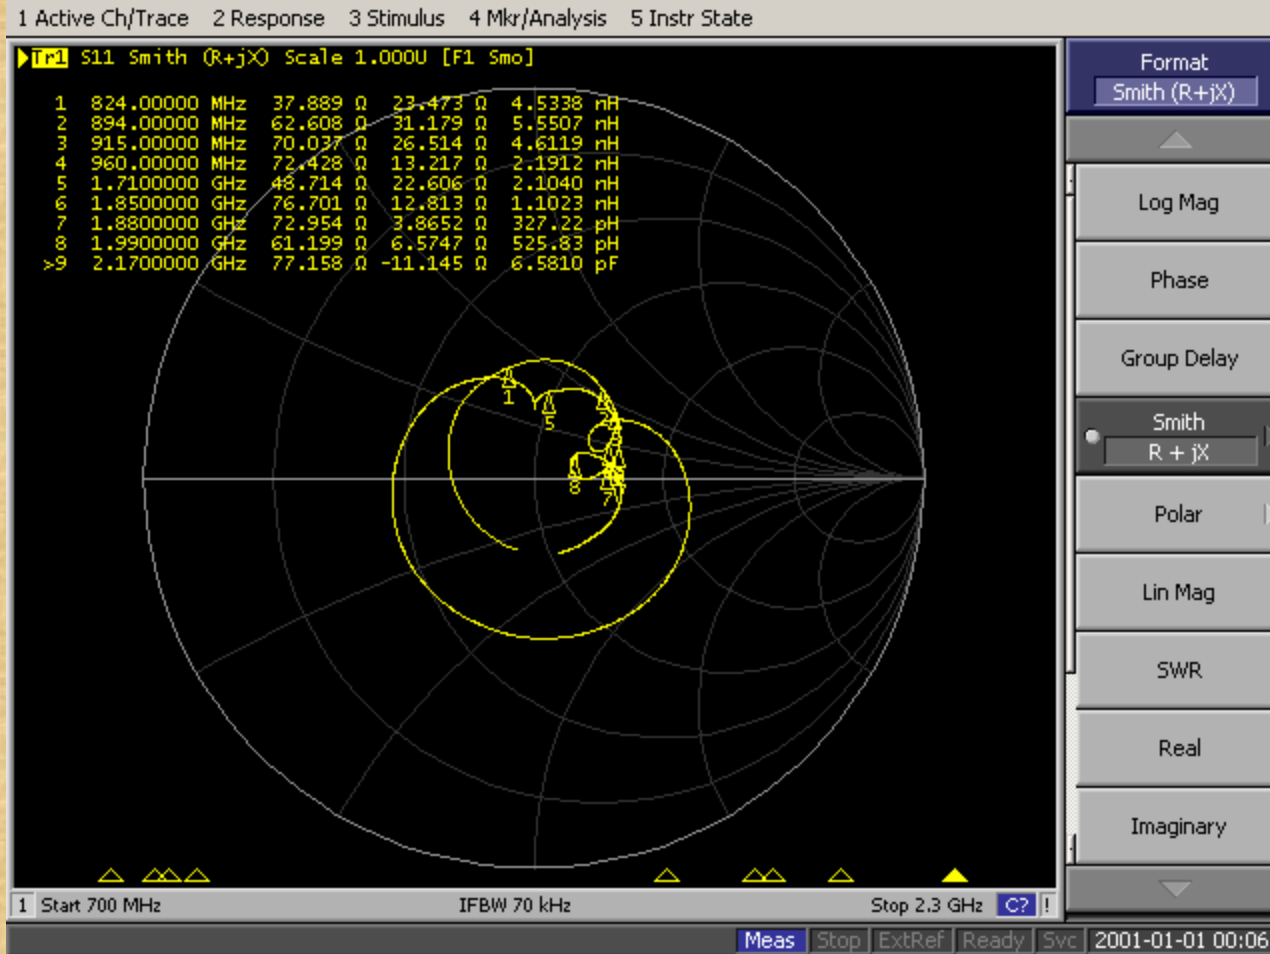 1 Active Ch/Trace 2 Response 3 Stimulus 4 Mkr/Analysis 5 Instr State
Tr1 S11 Smith (R+jX) Scale 1.000U [F1 Smo]
1 824.00000 MHz 37.889 Ω 23.473 Ω 4.5338 nH
2 894.00000 MHz 62.608 Ω 31.179 Ω 5.5507 nH
3 915.00000 MHz 70.037 Ω 26.514 Ω 4.6119 nH
4 960.00000 MHz 72.428 Ω 13.217 Ω 2.1912 nH
5 1.7100000 GHz 48.714 Ω 22.606 Ω 2.1040 nH
6 1.8500000 GHz 76.701 Ω 12.813 Ω 1.1023 nH
7 1.8800000 GHz 72.954 Ω 3.8652 Ω 327.22 pH
8 1.9900000 GHz 61.199 Ω 6.5747 Ω 525.83 pH
>9 2.1700000 GHz 77.158 Ω -11.145 Ω 6.5810 pF
1
5
8
7
Format
Smith (R+jX)
Log Mag
Phase
Group Delay
Smith
R + jX
Polar
Lin Mag
SWR
Real
Imaginary
1 Start 700 MHz IFBW 70 kHz Stop 2.3 GHz C? !
Meas Stop ExtRef Ready Svc 2001-01-01 00:06